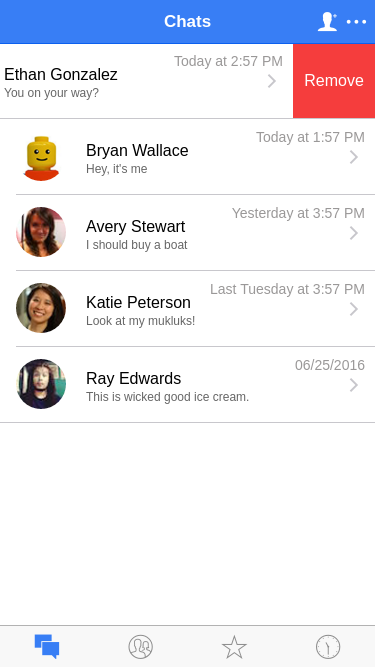 Chats
Today at 2:57 PM
Ethan Gonzalez
You on your way?
Remove
Today at 1:57 PM
Bryan Wallace
Hey, it's me
Yesterday at 3:57 PM
Avery Stewart
I should buy a boat
Last Tuesday at 3:57 PM
Katie Peterson
Look at my mukluks!
06/25/2016
Ray Edwards
This is wicked good ice cream.